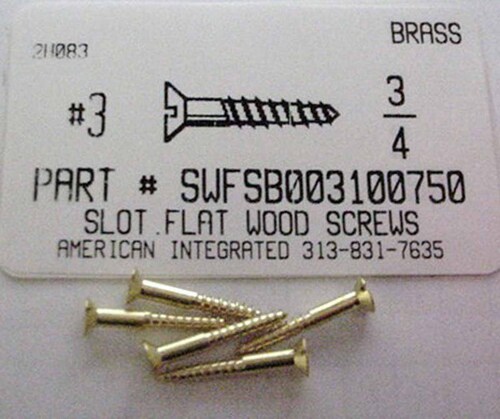 BRASS
2H083
#3
3/4
PART # SWFSB003100750
SLOT.FLAT WOOD SCREWS
AMERICAN INTEGRATED 313-831-7635